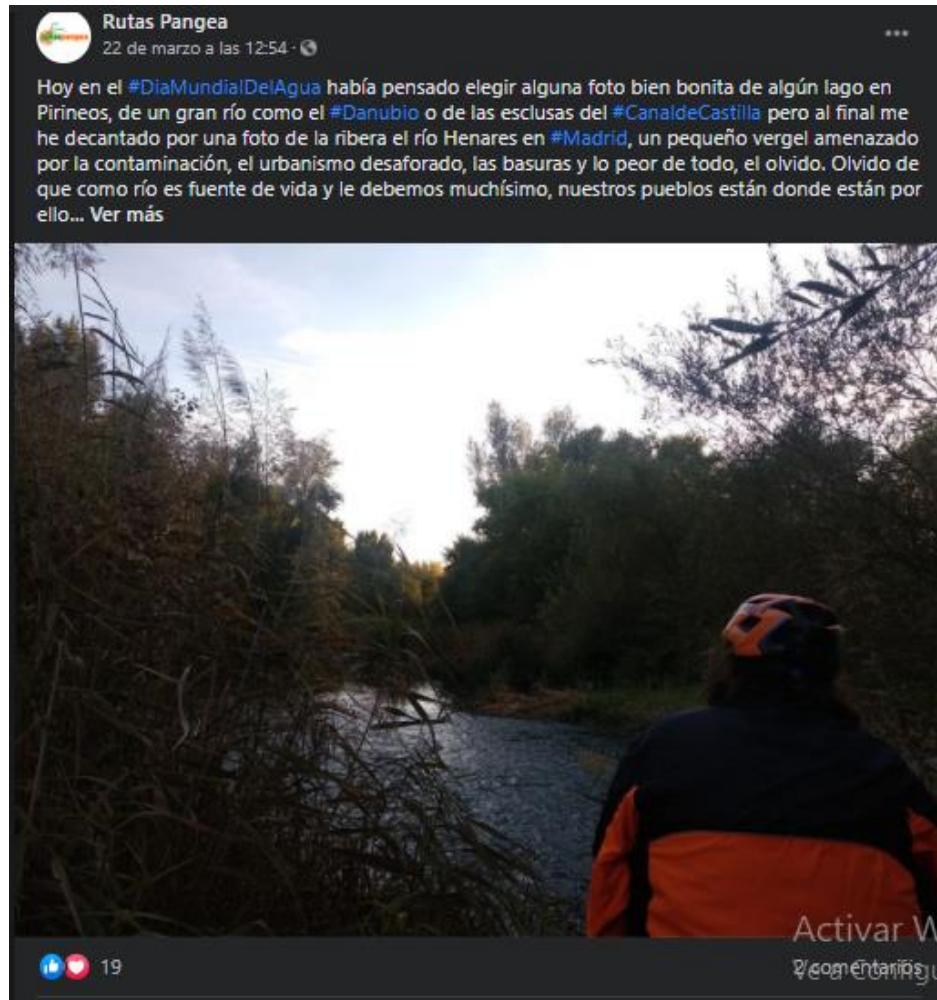 Rutas Pangea
22 de marzo a las 12:54 ·
Hoy en el #DiaMundialDelAgua había pensado elegir alguna foto bien bonita de algún lago en
Pirineos, de un gran río como el #Danubio o de las esclusas del #CanaldeCastilla pero al final me
he decantado por una foto de la ribera el río Henares en #Madrid, un pequeño vergel amenazado
por la contaminación, el urbanismo desaforado, las basuras y lo peor de todo, el olvido. Olvido de
que como río es fuente de vida y le debemos muchísimo, nuestros pueblos están donde están por
ello... Ver más
Activar W
19
2 comentarios
Ve a Configu